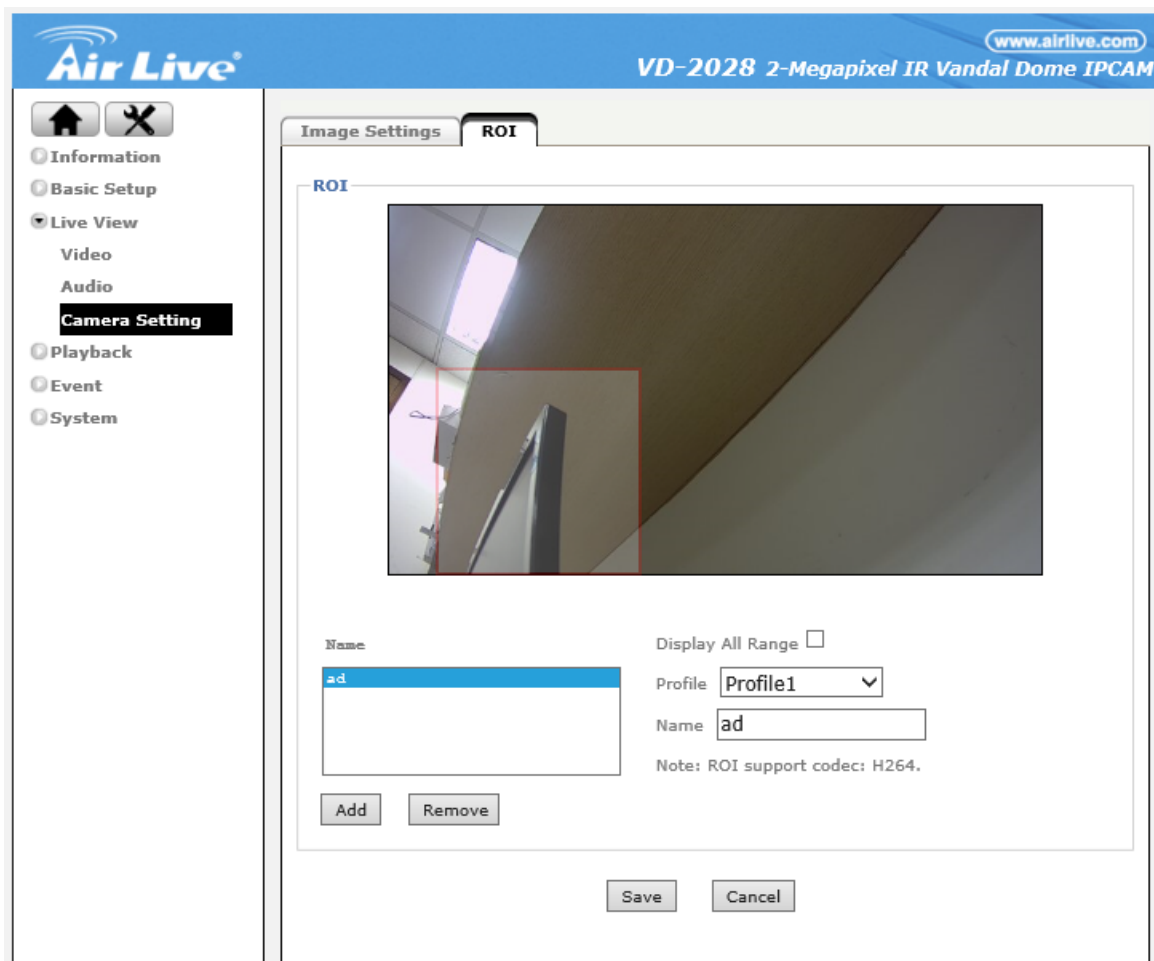 www.airlive.com
Air Live®
VD-2028 2-Megapixel IR Vandal Dome IPCAM
Information
Basic Setup
Live View
Video
Audio
Camera Setting
Playback
Event
System
Image Settings
ROI
ROI
Name
ad
Add
Remove
Display All Range
Profile Profile1
Name ad
Note: ROI support codec: H264.
Save
Cancel